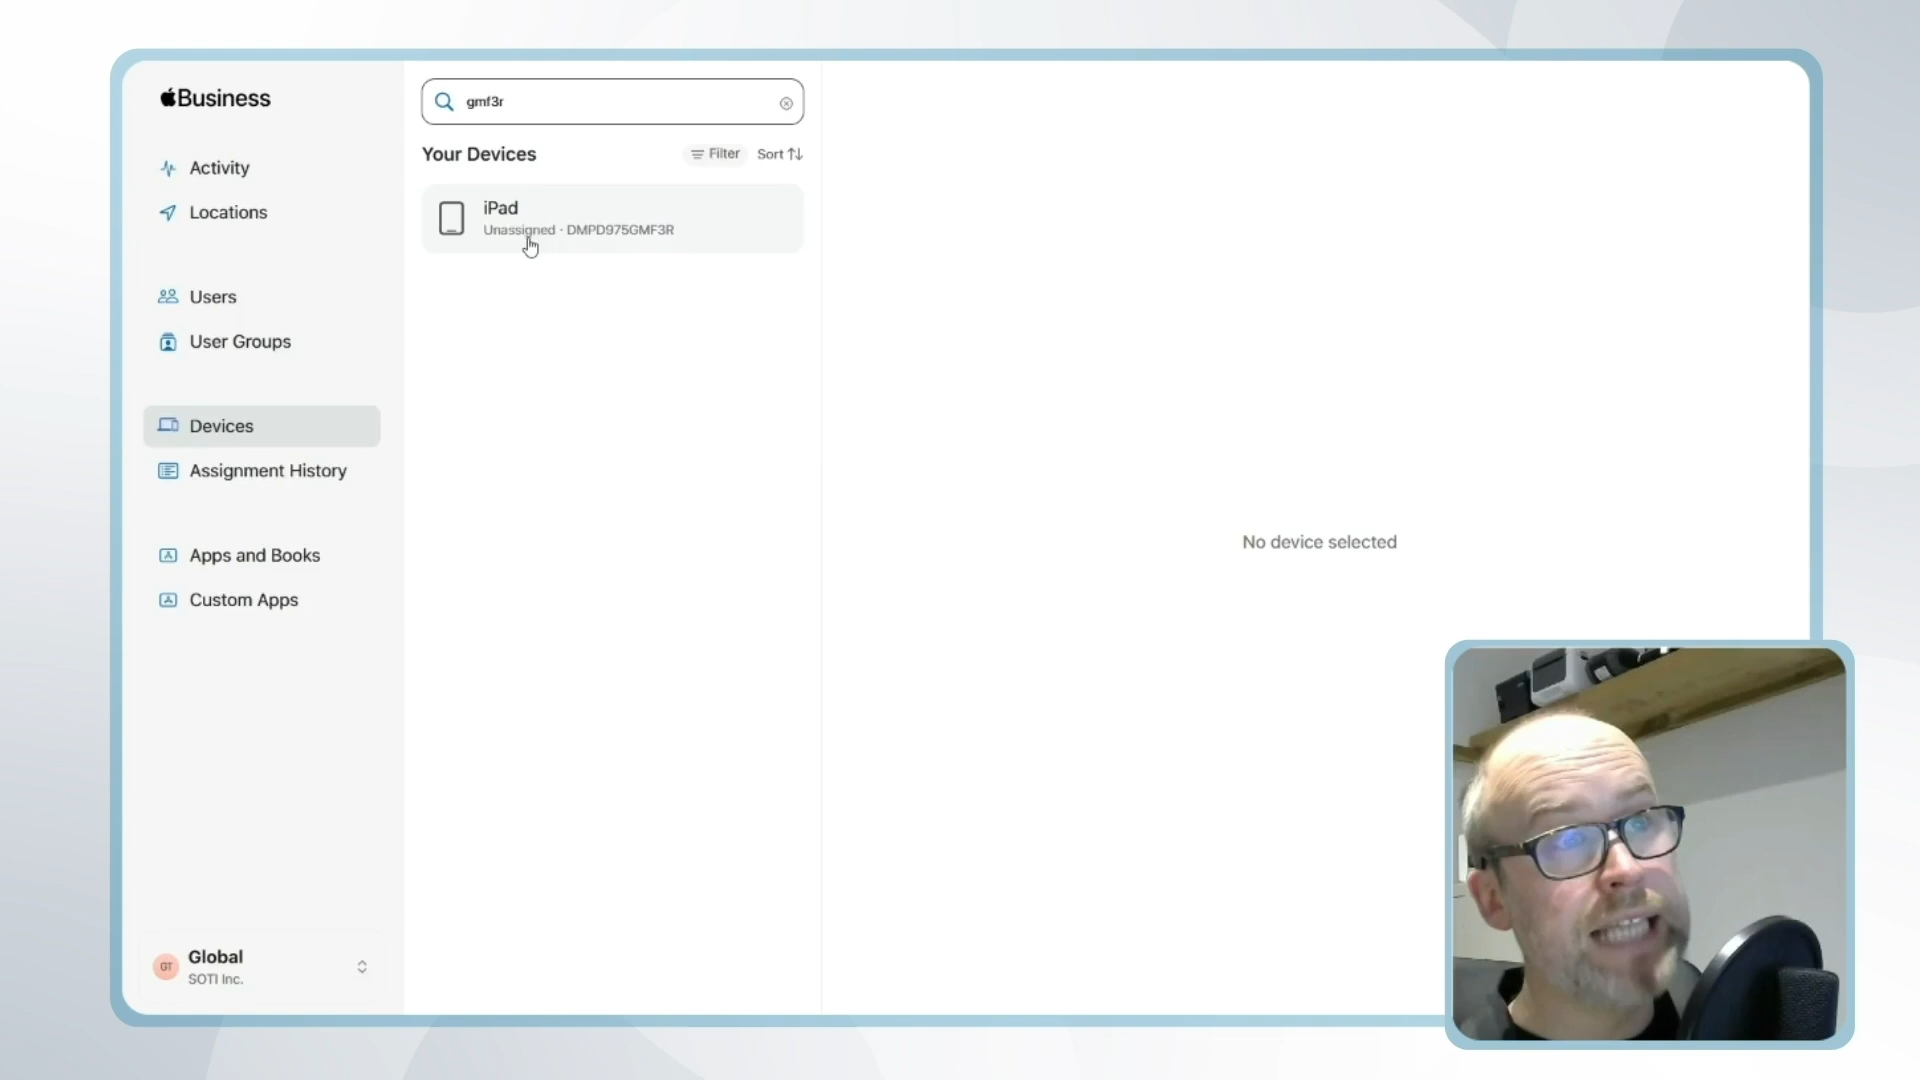 Business
gmf3r
Your Devices
Filter
Sort
iPad
Unassigned · DMPD975GMF3R
Activity
Locations
Users
User Groups
Devices
Assignment History
Apps and Books
Custom Apps
No device selected
GT
Global
SOTI Inc.